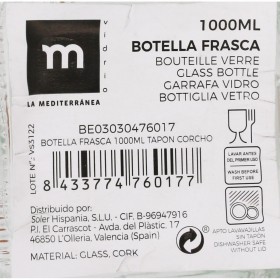 m
vidrio
LA MEDITERRÁNEA
1000ML
BOTELLA FRASCA
BOUTEILLE VERRE
GLASS BOTTLE
GARRAFA VIDRO
BOTTIGLIA VETRO
LOTE Nº: VS3122
BE03030476017
BOTELLA FRASCA 1000ML TAPON CORCHO
8 433774 760177
LAVAR ANTES
DEL PRIMER USO
WASH BEFORE
FIRST USE
Distribuido por:
Soler Hispania, S.L.U. - CIF. B-96947916
P.I. El Carrascot - Avda. del Plàstic. 17
46850 L'Olleria, Valencia (Spain)
MATERIAL: GLASS, CORK
APTO LAVAVAJILLAS
SIN TAPON
DISHWASHER SAFE
WITHOUT LID